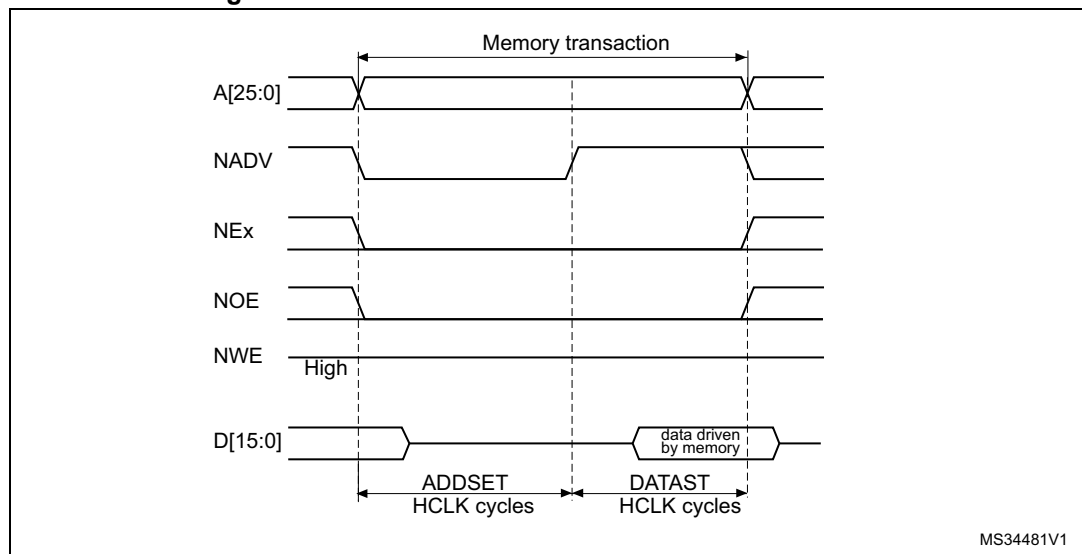 Memory transaction
A[25:0]
NADV
NEx
NOE
NWE
High
D[15:0]
data driven
by memory
ADDSET
HCLK cycles
DATAST
HCLK cycles
MS34481V1